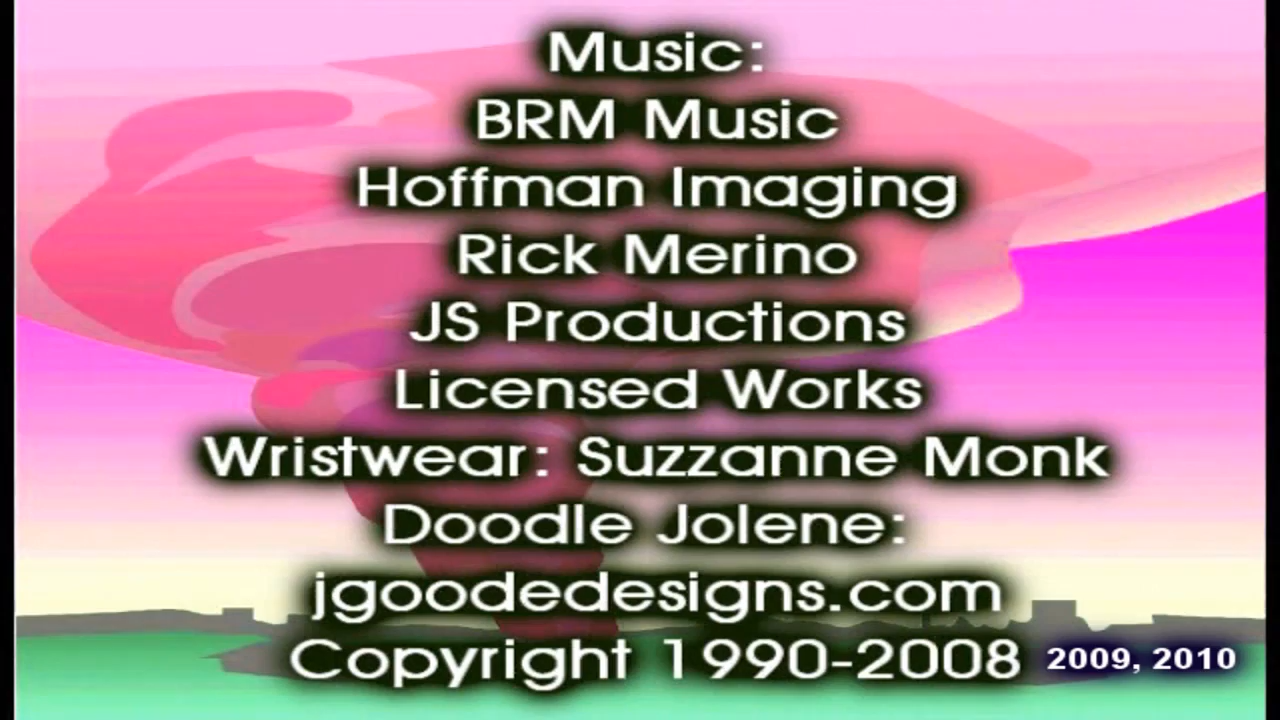 Music:
BRM Music
Hoffman Imaging
Rick Merino
JS Productions
Licensed Works
Wristwear: Suzzanne Monk
Doodle Jolene:
jgoodedesigns.com
Copyright 1990-2008 2009, 2010